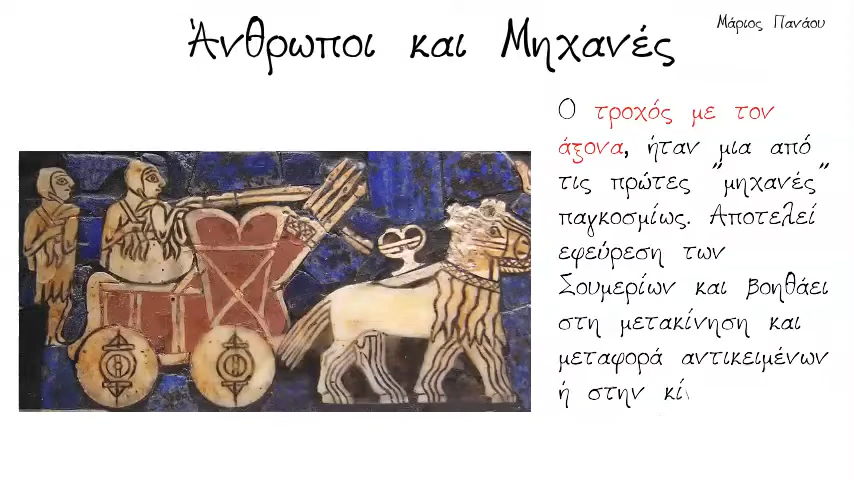 Άνθρωποι και Μηχανές
Μάριος Πανάου
Ο τροχός με τον
άξονα, ήταν μια από
τις πρώτες "μηχανές"
παγκοσμίως. Αποτελεί
εφεύρεση των
Σουμερίων και βοηθάει
στη μετακίνηση και
μεταφορά αντικειμένων
ή στην κί